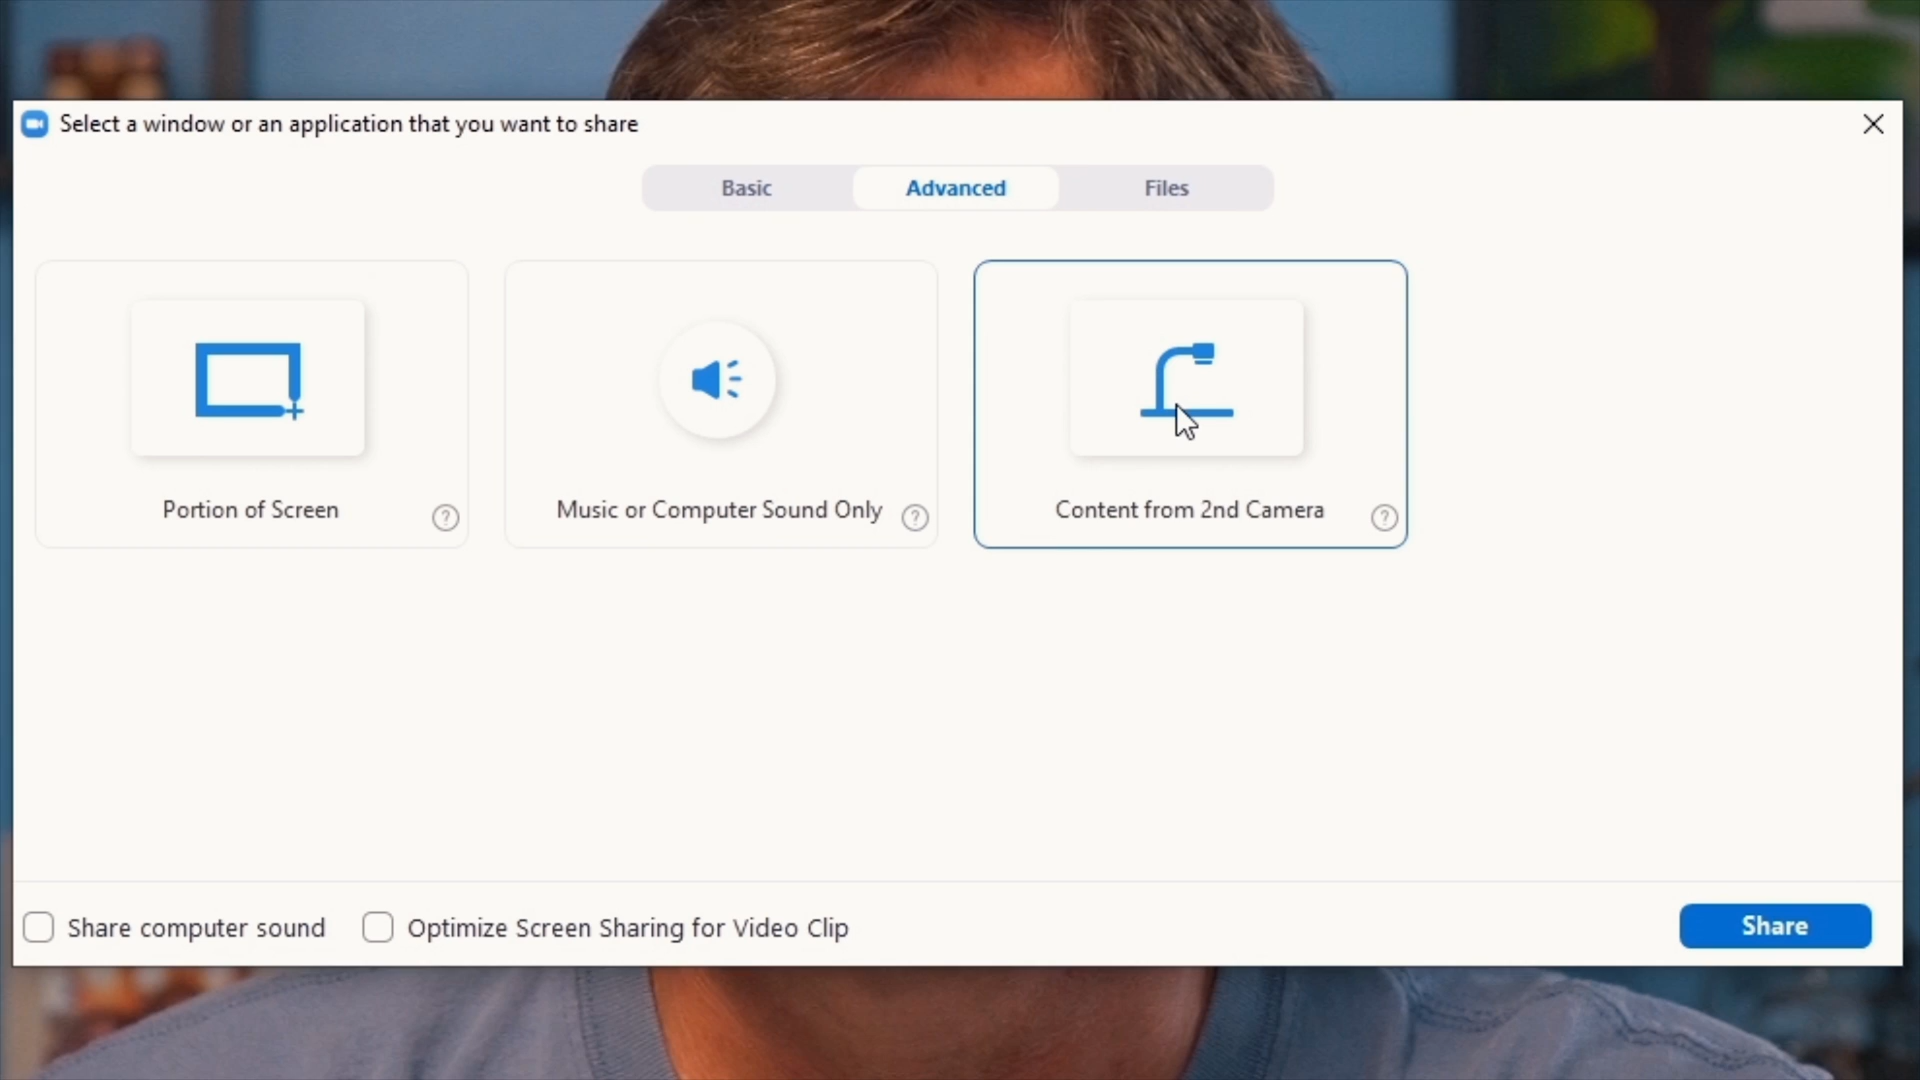 Select a window or an application that you want to share
Basic
Advanced
Files
Portion of Screen
?
Music or Computer Sound Only
?
Content from 2nd Camera
?
Share computer sound
Optimize Screen Sharing for Video Clip
Share